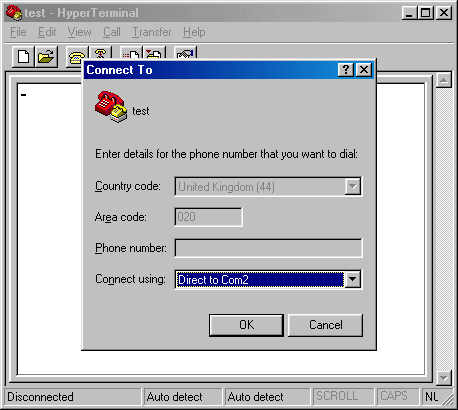 test - HyperTerminal
File Edit View Call Transfer Help
Connect To
test
Enter details for the phone number that you want to dial:
Country code: United Kingdom (44)
Area code: 020
Phone number:
Connect using: Direct to Com2
OK Cancel
Disconnected Auto detect Auto detect SCROLL CAPS NU